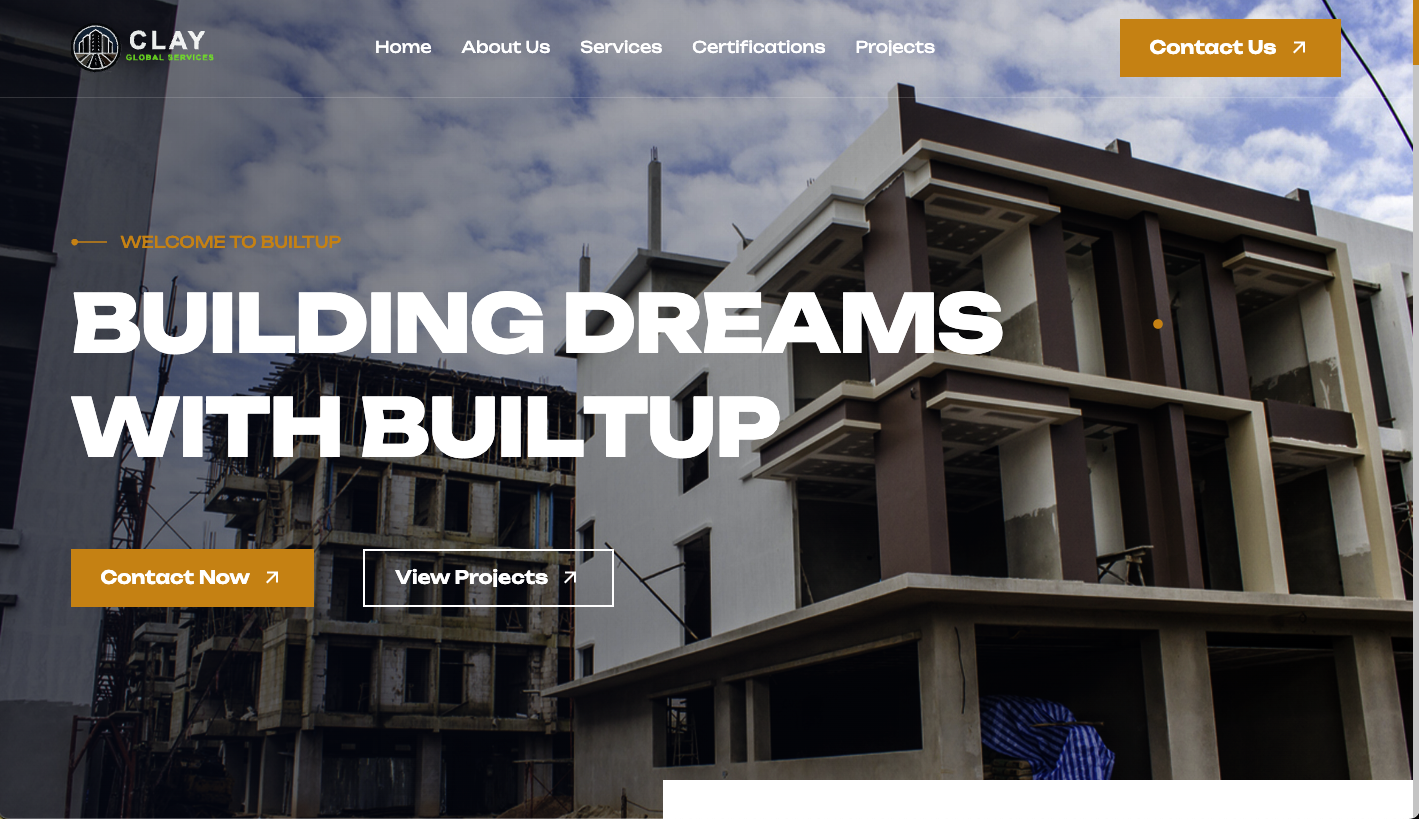 CLAY
GLOBAL SERVICES
Home About Us Services Certifications Projects
Contact Us
WELCOME TO BUILTUP
BUILDING DREAMS
WITH BUILTUP
Contact Now
View Projects